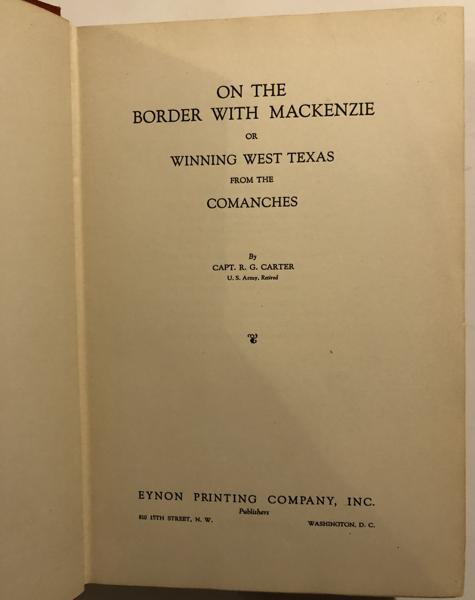 ON THE
BORDER WITH MACKENZIE
OR
WINNING WEST TEXAS
FROM THE
COMANCHES
By
CAPT. R. G. CARTER
U. S. Army, Retired
EYNON PRINTING COMPANY, INC.
Publishers
810 17TH STREET, N. W. WASHINGTON, D. C.